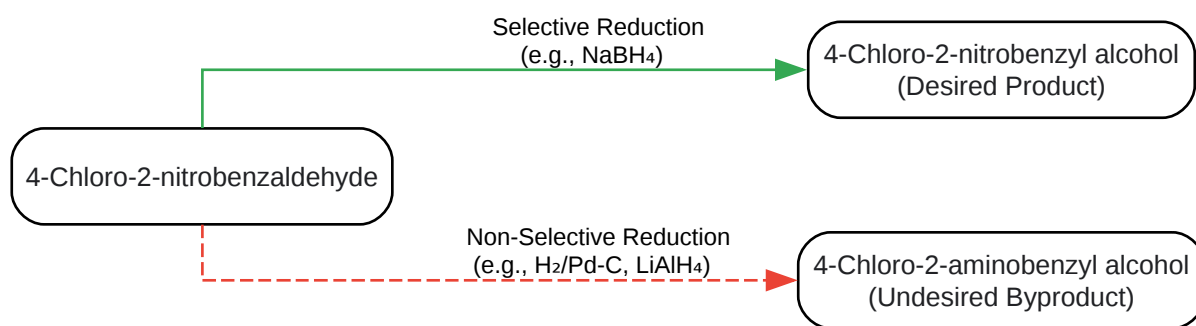 Selective Reduction
(e.g., NaBH₄)
4-Chloro-2-nitrobenzyl alcohol
(Desired Product)
4-Chloro-2-nitrobenzaldehyde
Non-Selective Reduction
(e.g., H₂/Pd-C, LiAlH₄)
4-Chloro-2-aminobenzyl alcohol
(Undesired Byproduct)